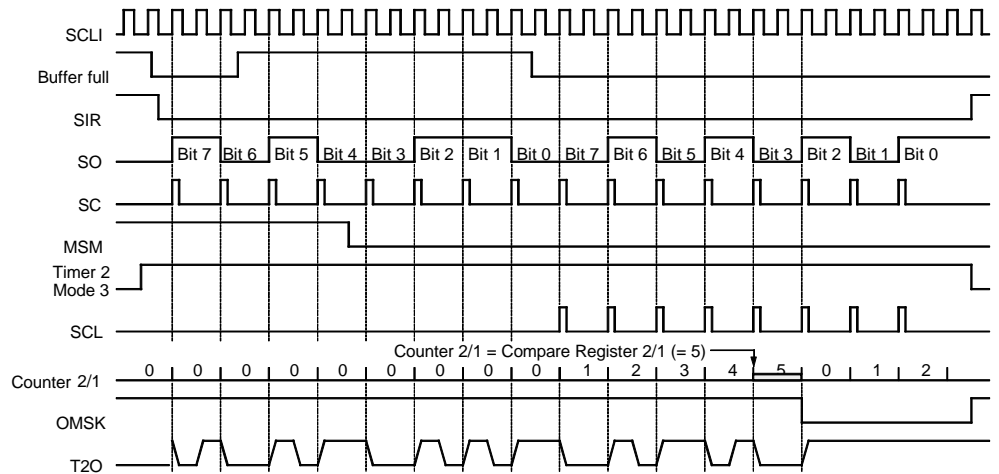 SCLI
Buffer full
SIR
SO Bit 7 Bit 6 Bit 5 Bit 4 Bit 3 Bit 2 Bit 1 Bit 0 Bit 7 Bit 6 Bit 5 Bit 4 Bit 3 Bit 2 Bit 1 Bit 0
SC
MSM
Timer 2
Mode 3
SCL
Counter 2/1 = Compare Register 2/1 (= 5)
Counter 2/1 0 0 0 0 0 0 0 0 0 1 2 3 4 5 0 1 2
OMSK
T2O